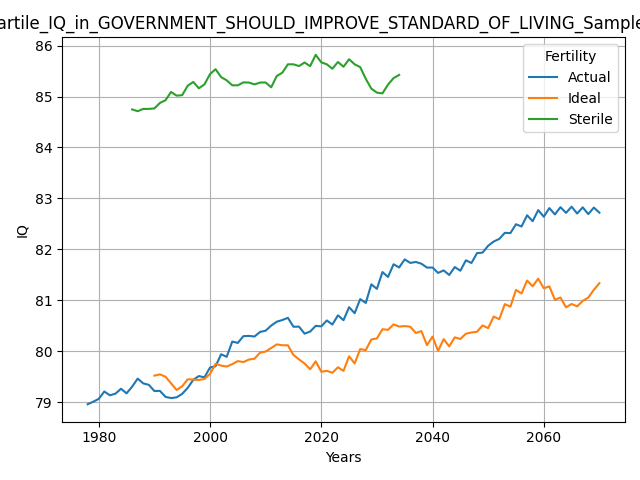 artile_IQ_in_GOVERNMENT_SHOULD_IMPROVE_STANDARD_OF_LIVING_Sample
86
85
84
83
82
81
80
79
IQ
1980
2000
2020
2040
2060
Years
Fertility
Actual
Ideal
Sterile